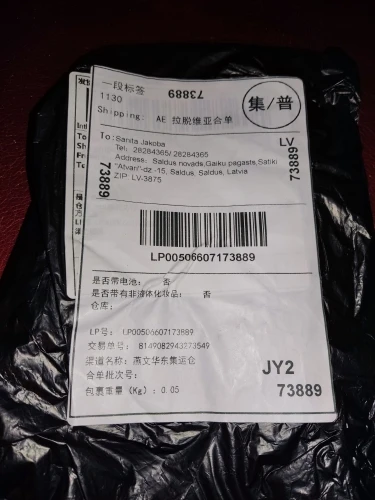 一段标签
1130
73889
Shipping: AE 拉脱维亚合单
集/普
To: Sanita Jakoba
Tel: 28284365/ 28284365
Address: Saldus novads,Gaiku pagasts,Satiki
"Atvari"-dz.-15, Saldus, Saldus, Latvia
ZIP LV-3875
LV
73889
73889
LP00506607173889
是否带电池: 否
是否带有非液体化妆品: 否
仓库:
LP号: LP00506607173889
交易单号: 8149082943273549
渠道名称: 燕文华东集运仓
合单批次号:
包裹重量 (Kg): 0.05
JY2
73889